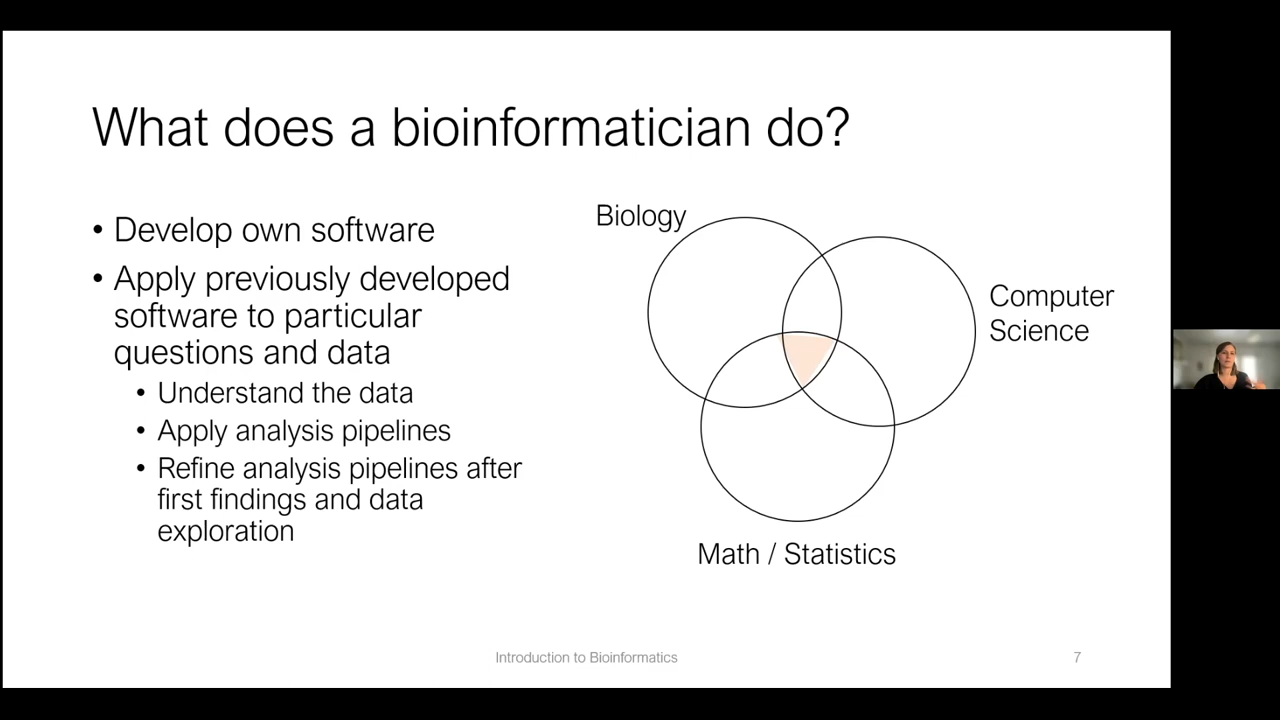 What does a bioinformatician do?
• Develop own software
• Apply previously developed
software to particular
questions and data
• Understand the data
• Apply analysis pipelines
• Refine analysis pipelines after
first findings and data
exploration
Biology
Computer
Science
Math / Statistics
Introduction to Bioinformatics
7